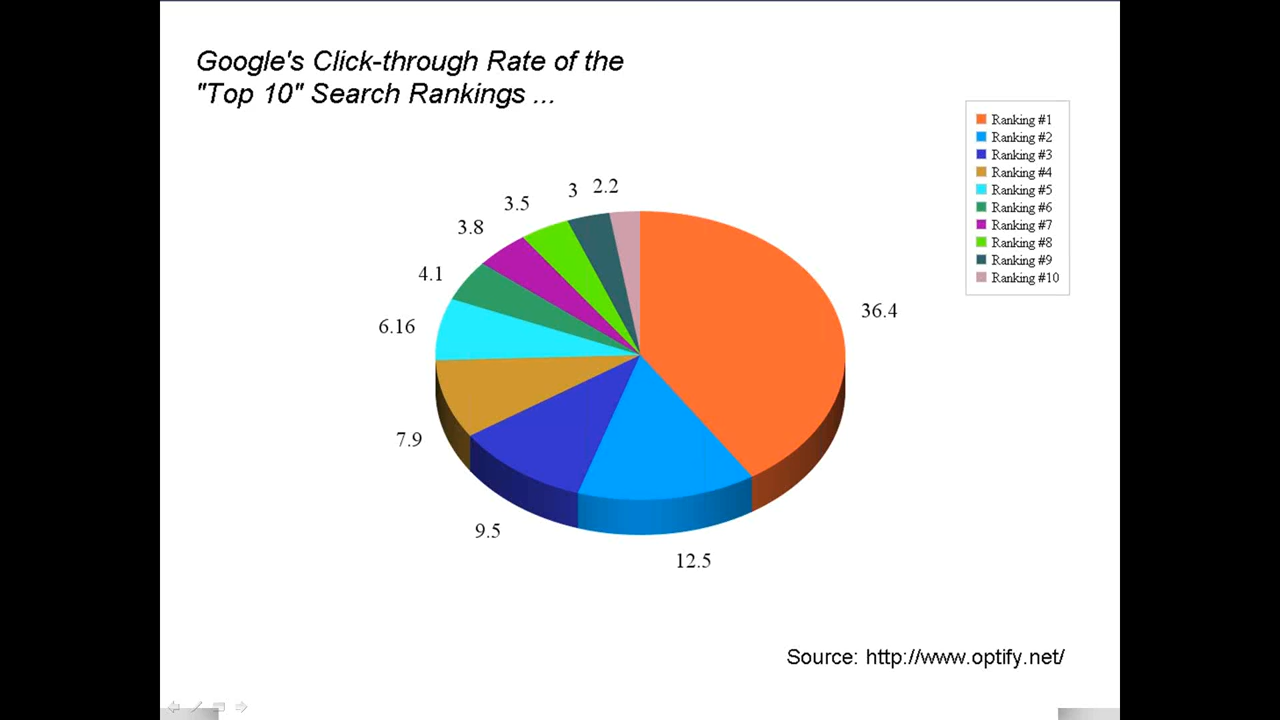 Google's Click-through Rate of the
"Top 10" Search Rankings ...
Ranking #1
Ranking #2
Ranking #3
Ranking #4
Ranking #5
Ranking #6
Ranking #7
Ranking #8
Ranking #9
Ranking #10
2.2
3
3.5
3.8
4.1
6.16
7.9
9.5
12.5
36.4
Source: http://www.optify.net/